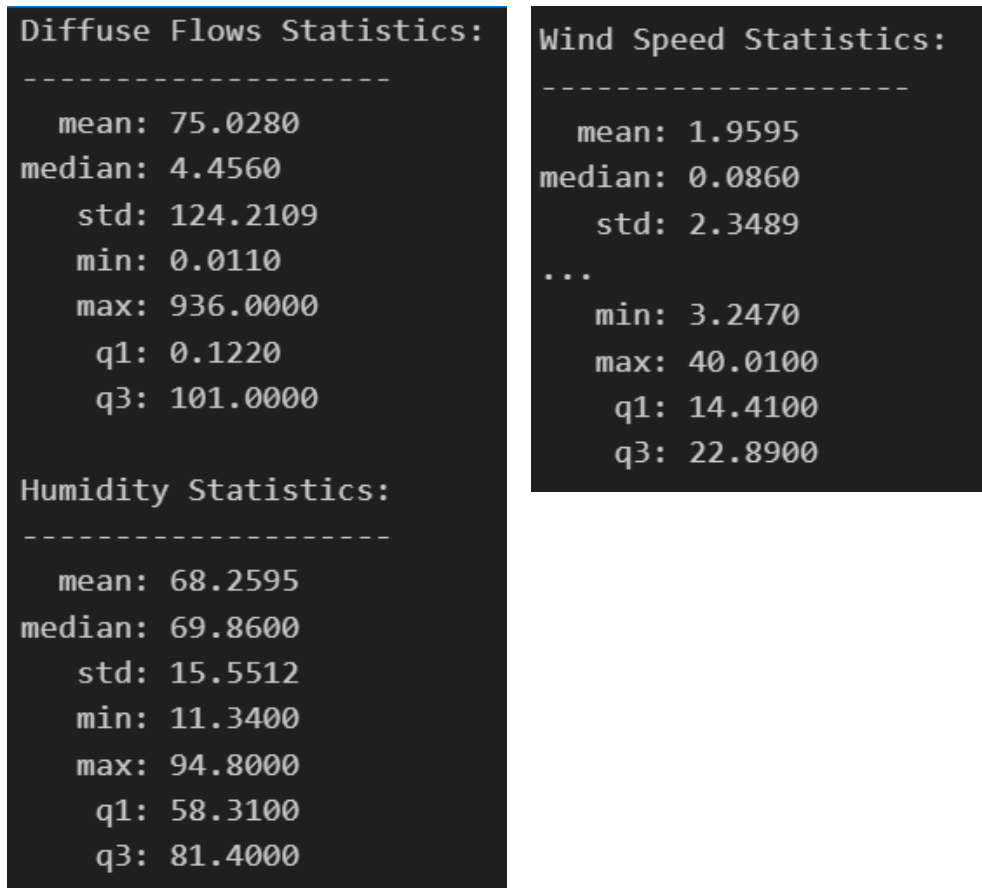 Diffuse Flows Statistics:
--------------------
mean: 75.0280
median: 4.4560
std: 124.2109
min: 0.0110
max: 936.0000
q1: 0.1220
q3: 101.0000
Humidity Statistics:
--------------------
mean: 68.2595
median: 69.8600
std: 15.5512
min: 11.3400
max: 94.8000
q1: 58.3100
q3: 81.4000
Wind Speed Statistics:
--------------------
mean: 1.9595
median: 0.0860
std: 2.3489
...
min: 3.2470
max: 40.0100
q1: 14.4100
q3: 22.8900